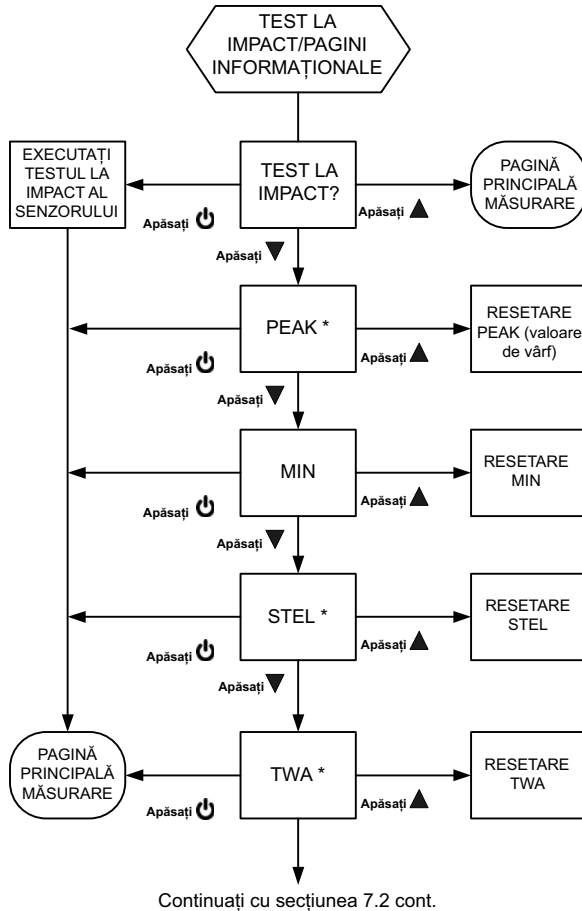 TEST LA
IMPACT/PAGINI
INFORMAȚIONALE
EXECUTAȚI
TESTUL LA
IMPACT AL
SENZORULUI
TEST LA
IMPACT?
PAGINĂ
PRINCIPALĂ
MĂSURARE
Apăsați
Apăsați
Apăsați
PEAK *
RESETARE
PEAK (valoare
de vârf)
Apăsați
Apăsați
Apăsați
MIN
RESETARE
MIN
Apăsați
Apăsați
Apăsați
STEL *
RESETARE
STEL
Apăsați
Apăsați
Apăsați
PAGINĂ
PRINCIPALĂ
MĂSURARE
TWA *
RESETARE
TWA
Apăsați
Apăsați
Continuați cu secțiunea 7.2 cont.